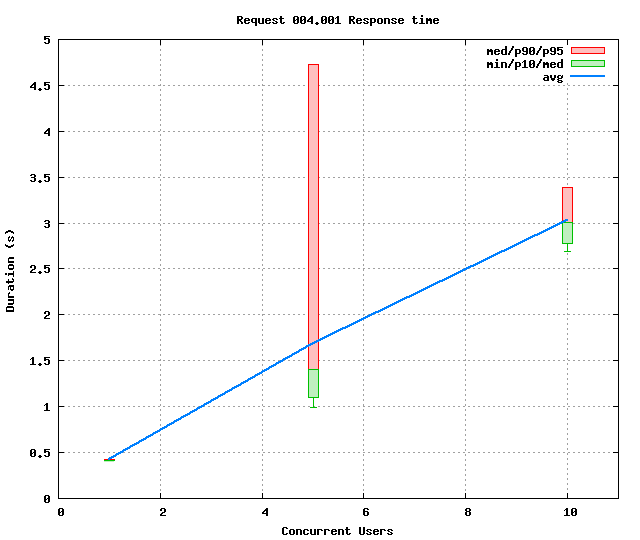 Request 004.001 Response time
med/p90/p95
min/p10/med
avg
5
4.5
4
3.5
3
2.5
2
1.5
1
0.5
0
Duration (s)
0 2 4 6 8 10
Concurrent Users